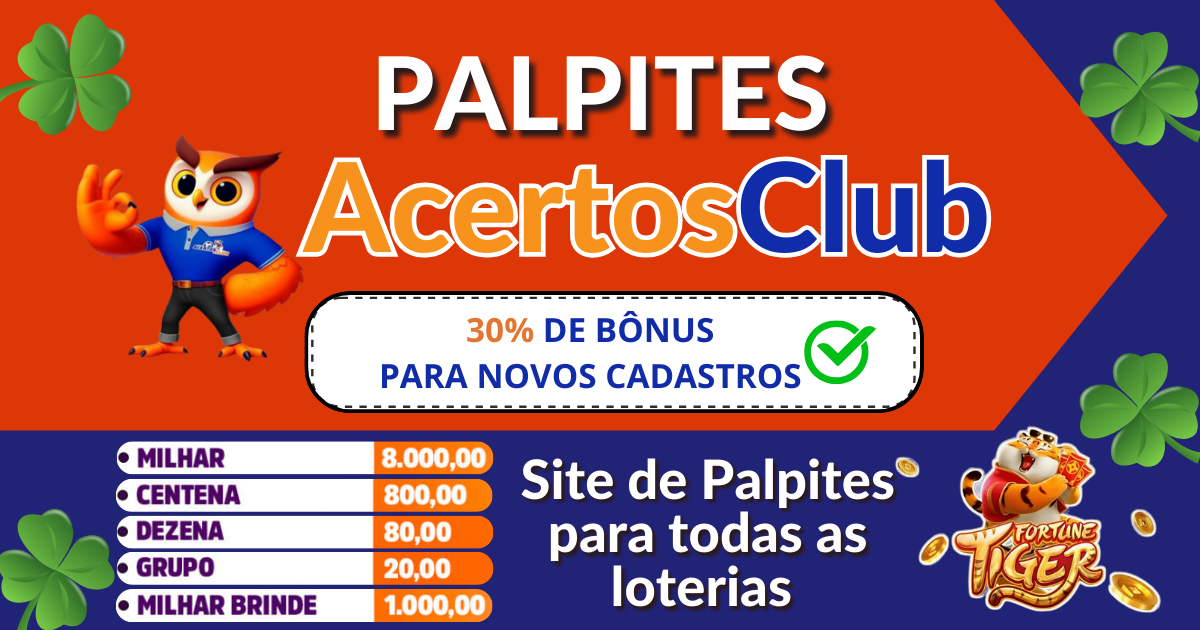 PALPITES
AcertosClub
30% DE BÔNUS
PARA NOVOS CADASTROS
• MILHAR 8.000,00
• CENTENA 800,00
• DEZENA 80,00
• GRUPO 20,00
• MILHAR BRINDE 1.000,00
Site de Palpites
para todas as
loterias
FORTUNE
TIGER